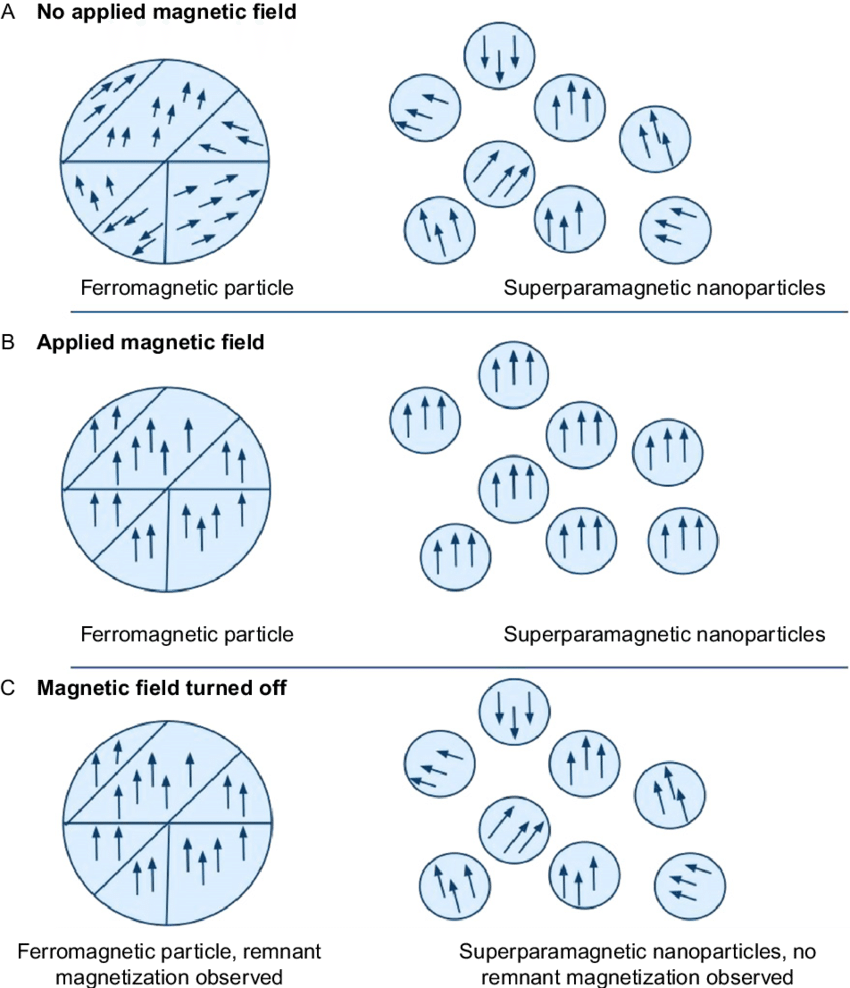 A No applied magnetic field
Ferromagnetic particle
Superparamagnetic nanoparticles
B Applied magnetic field
Ferromagnetic particle
Superparamagnetic nanoparticles
C Magnetic field turned off
Ferromagnetic particle, remnant
magnetization observed
Superparamagnetic nanoparticles, no
remnant magnetization observed